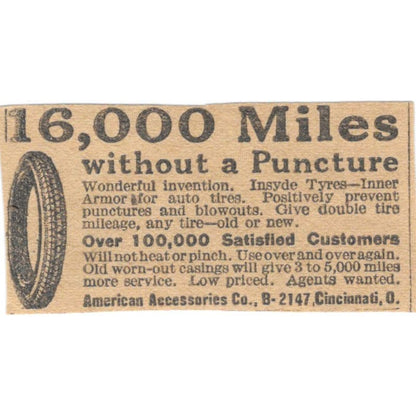 16,000 Miles
without a Puncture
Wonderful invention. Insyde Tyres—Inner
Armor for auto tires. Positively prevent
punctures and blowouts. Give double tire
mileage, any tire—old or new.
Over 100,000 Satisfied Customers
Will not heat or pinch. Use over and over again.
Old worn-out casings will give 3 to 5,000 miles
more service. Low priced. Agents wanted.
American Accessories Co., B-2147, Cincinnati, O.